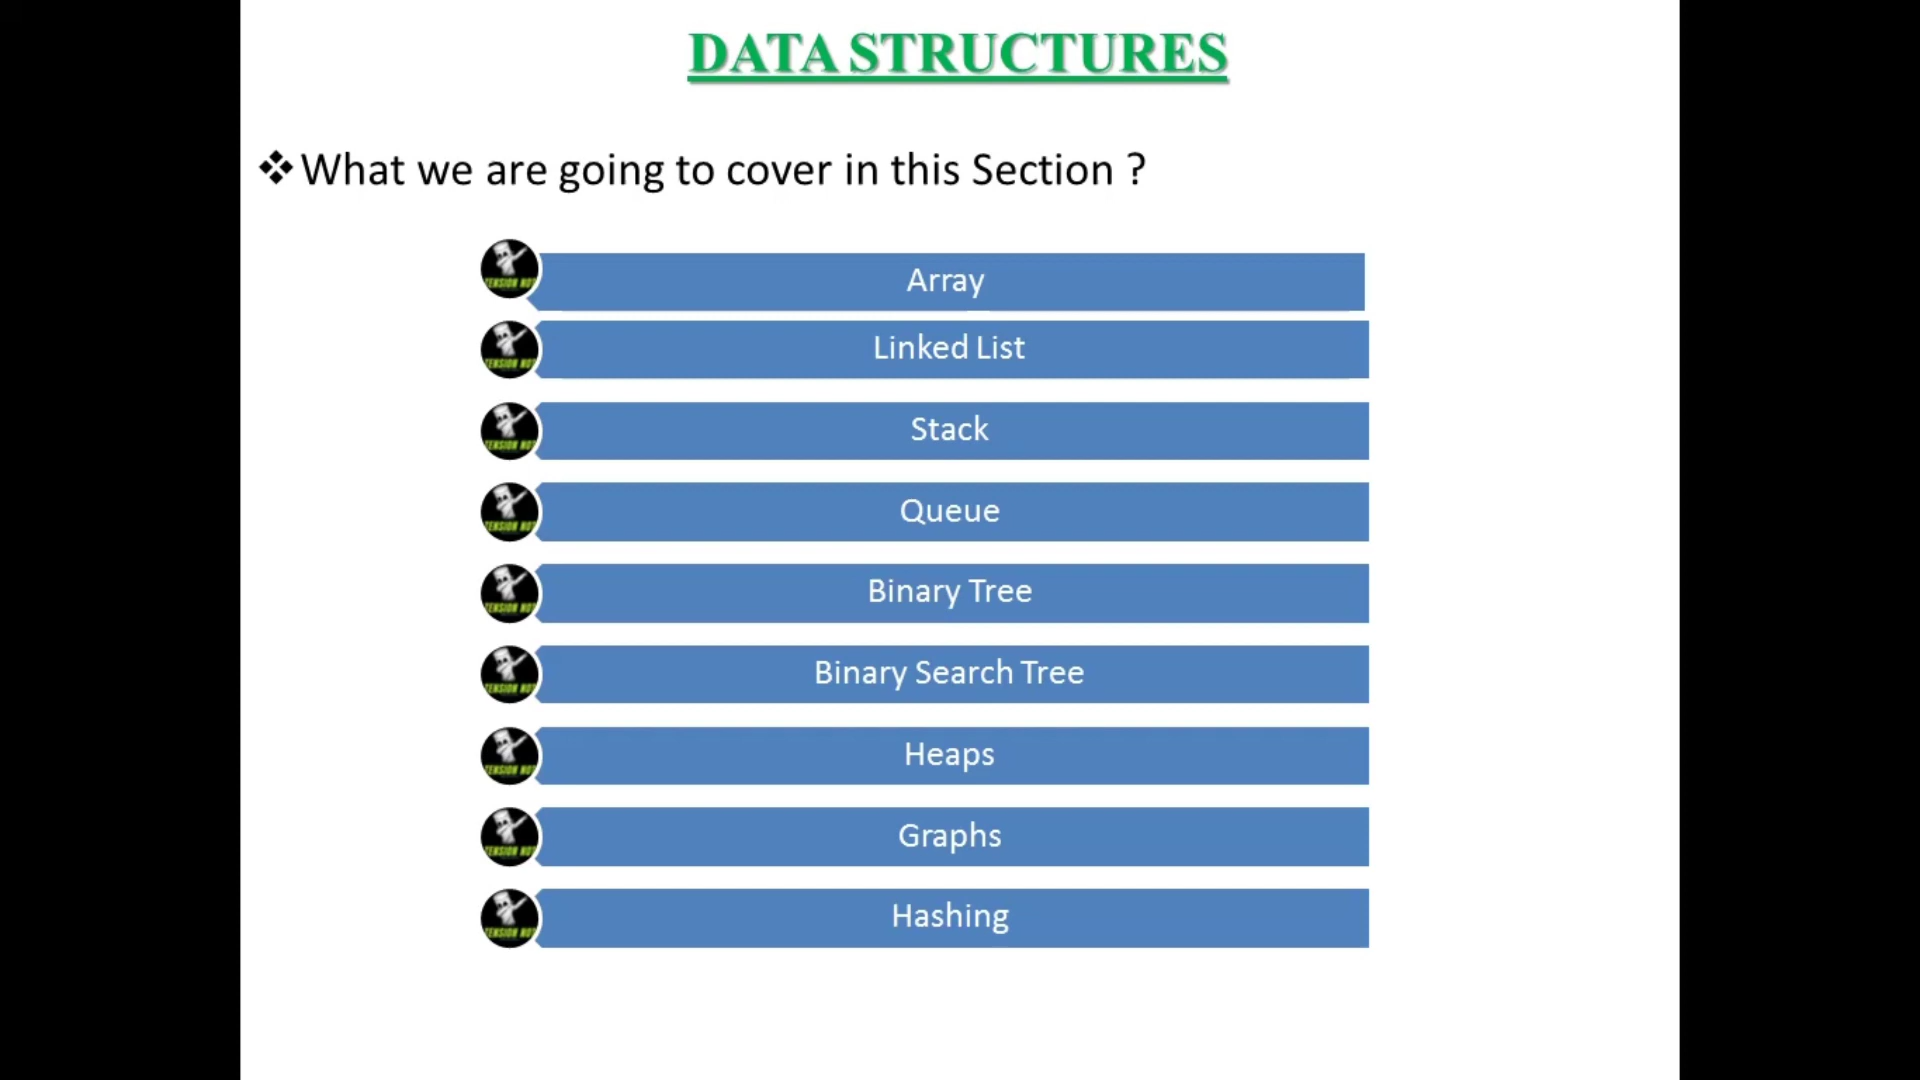 DATA STRUCTURES
❖ What we are going to cover in this Section ?
Array
Linked List
Stack
Queue
Binary Tree
Binary Search Tree
Heaps
Graphs
Hashing